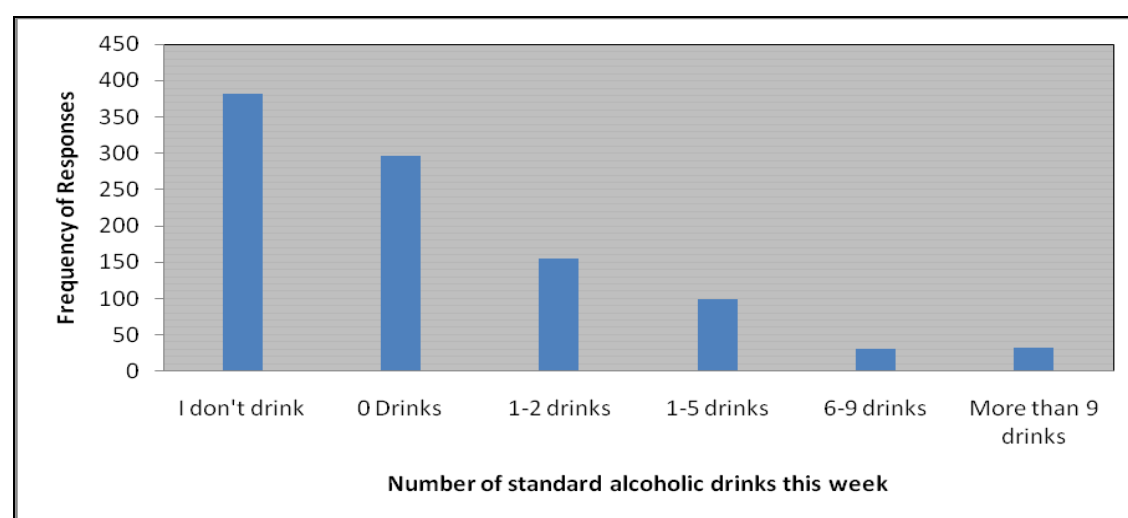 450
400
350
300
250
200
150
100
50
0
Frequency of Responses
I don't drink
0 Drinks
1-2 drinks
1-5 drinks
6-9 drinks
More than 9
drinks
Number of standard alcoholic drinks this week